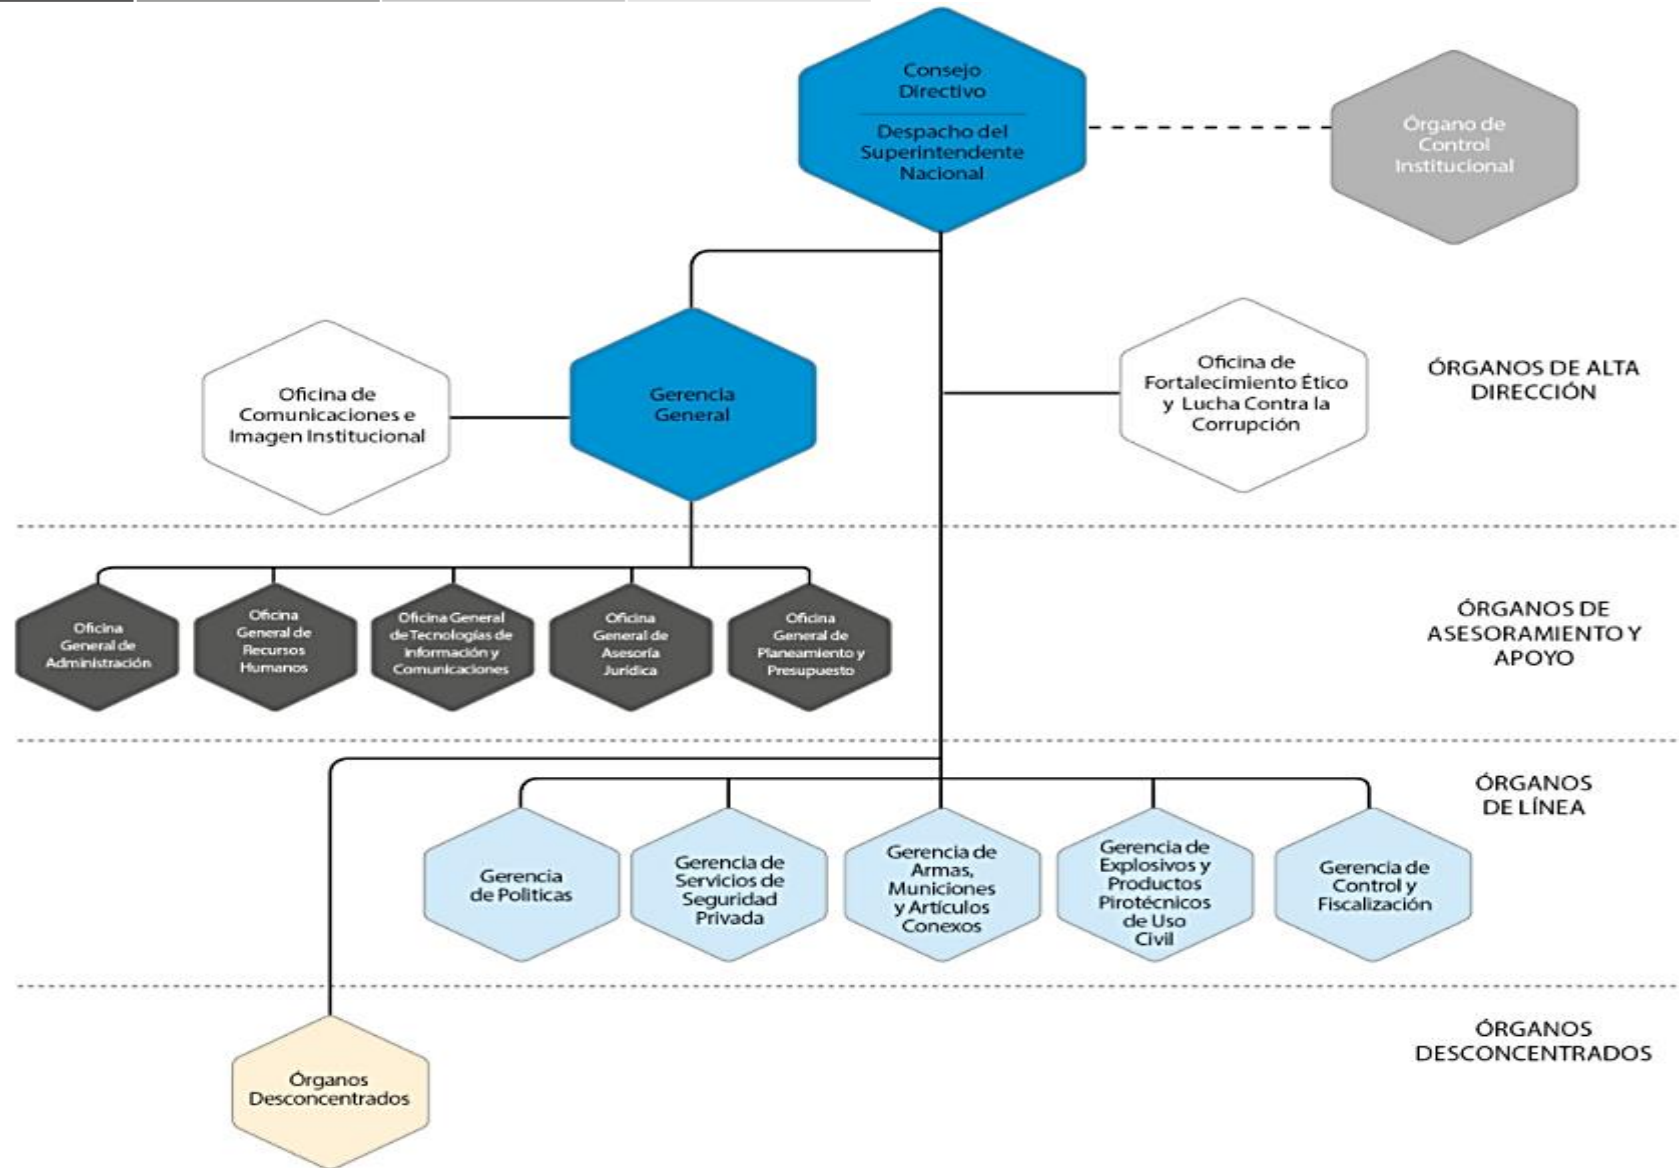 Consejo
Directivo
Despacho del
Superintendente
Nacional
Órgano de
Control
Institucional
Oficina de
Comunicaciones e
Imagen Institucional
Gerencia
General
Oficina de
Fortalecimiento Ético
y Lucha Contra la
Corrupción
ÓRGANOS DE ALTA
DIRECCIÓN
Oficina
General de
Administración
Oficina
General de
Recursos
Humanos
Oficina General
de Tecnologías de
Información y
Comunicaciones
Oficina
General de
Asesoría
Jurídica
Oficina
General de
Planeamiento y
Presupuesto
ÓRGANOS DE
ASESORAMIENTO Y
APOYO
ÓRGANOS
DE LÍNEA
Gerencia
de Politicas
Gerencia de
Servicios de
Seguridad
Privada
Gerencia de
Armas,
Municiones
y Artículos
Conexos
Gerencia de
Explosivos y
Productos
Pirotécnicos
de Uso
Civil
Gerencia de
Control y
Fiscalización
Órganos
Desconcentrados
ÓRGANOS
DESCONCENTRADOS